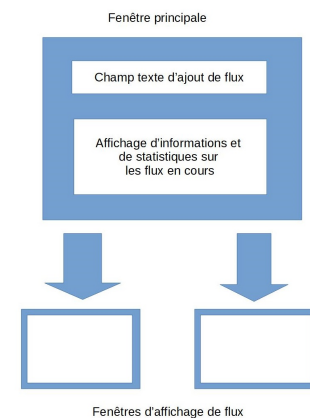 Fenêtre principale
Champ texte d'ajout de flux
Affichage d'informations et
de statistiques sur
les flux en cours
Fenêtres d'affichage de flux